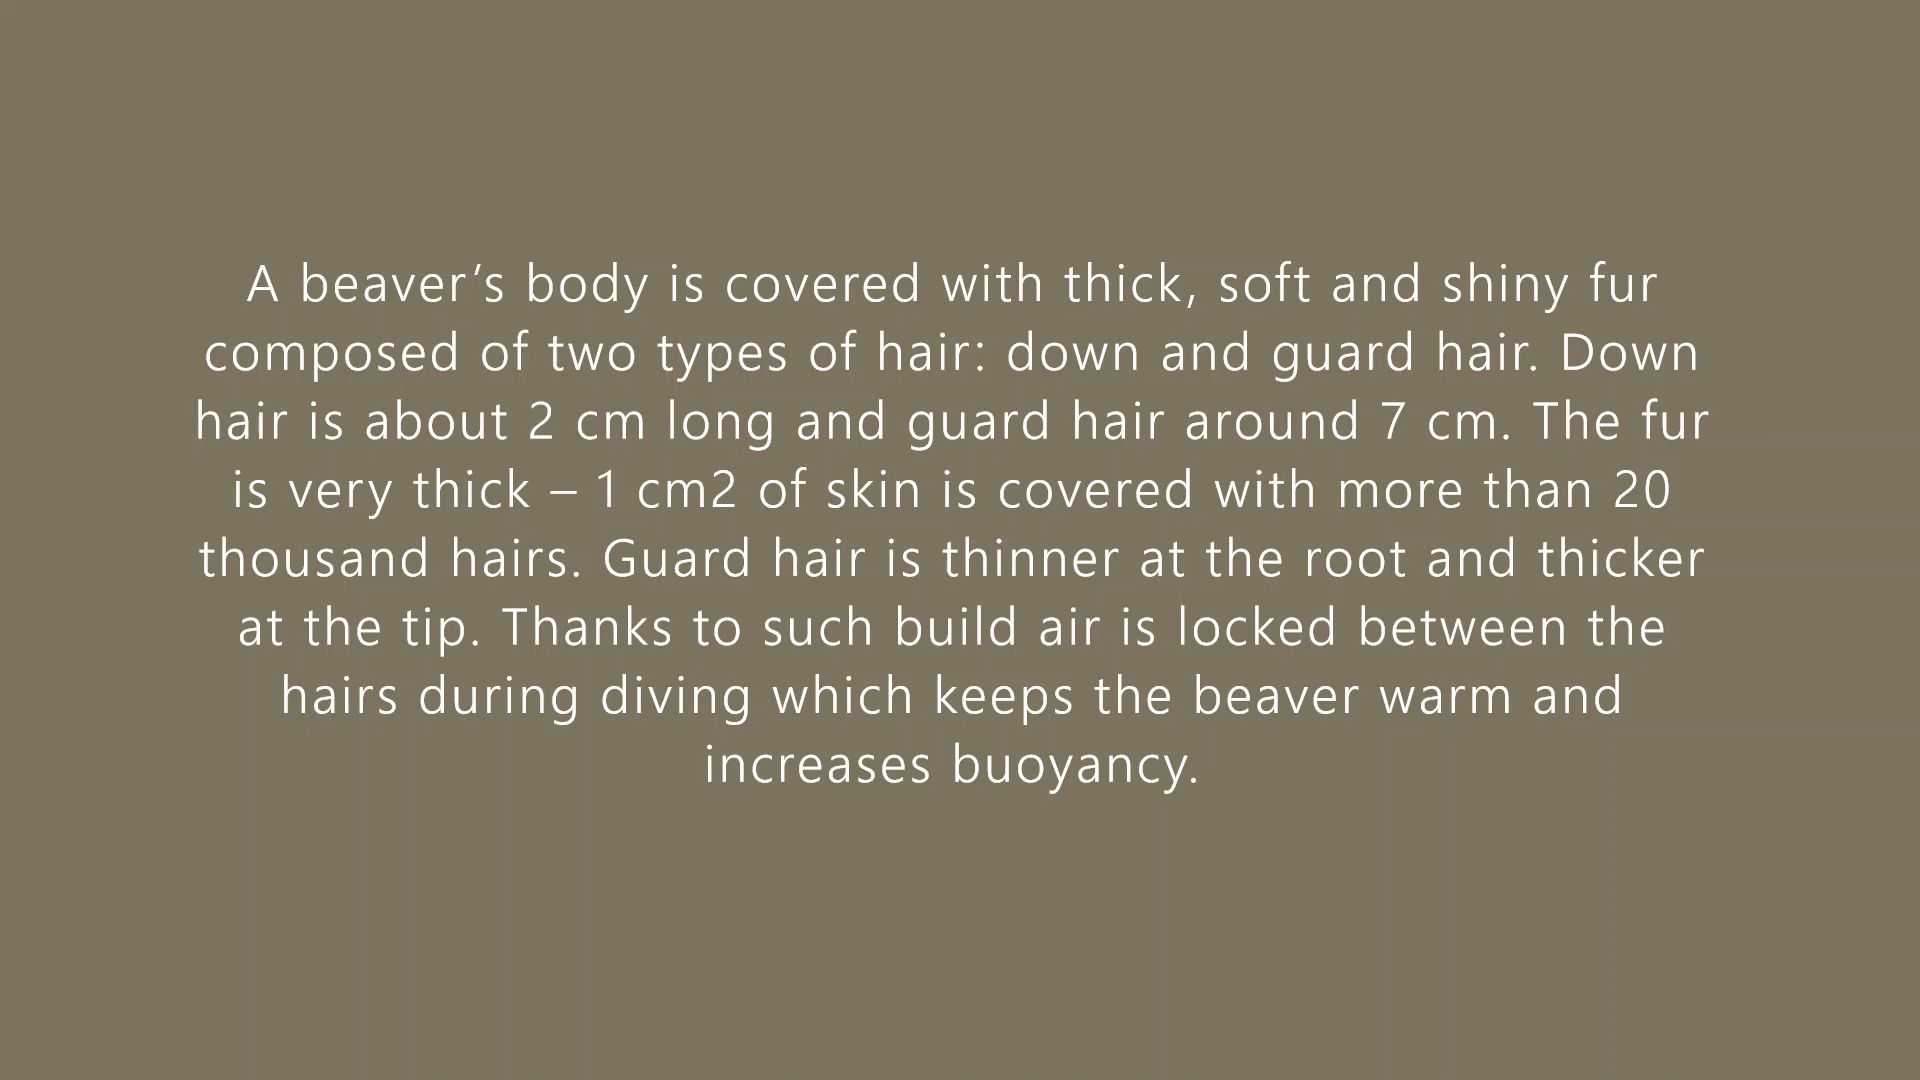 A beaver’s body is covered with thick, soft and shiny fur
composed of two types of hair: down and guard hair. Down
hair is about 2 cm long and guard hair around 7 cm. The fur
is very thick – 1 cm2 of skin is covered with more than 20
thousand hairs. Guard hair is thinner at the root and thicker
at the tip. Thanks to such build air is locked between the
hairs during diving which keeps the beaver warm and
increases buoyancy.